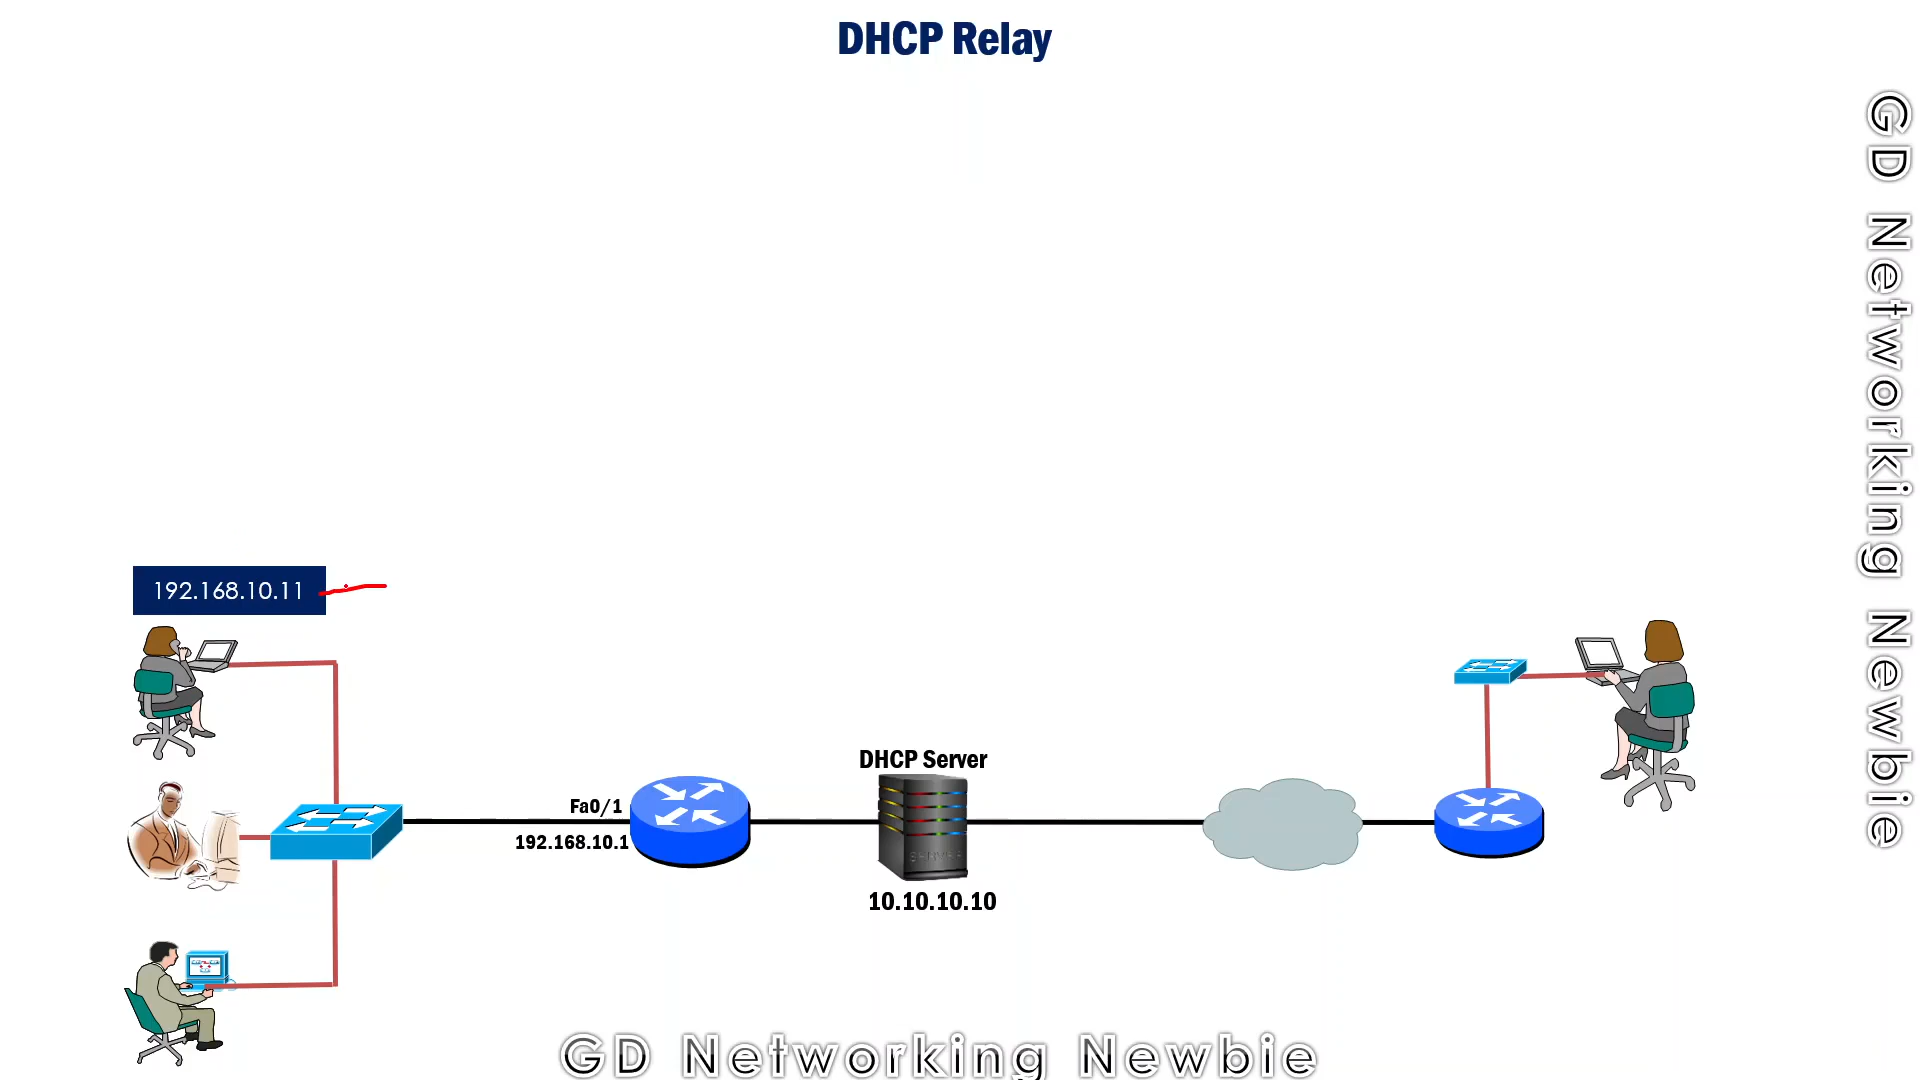 DHCP Relay
GD Networking Newbie
192.168.10.11
DHCP Server
Fa0/1
192.168.10.1
10.10.10.10
GD Networking Newbie